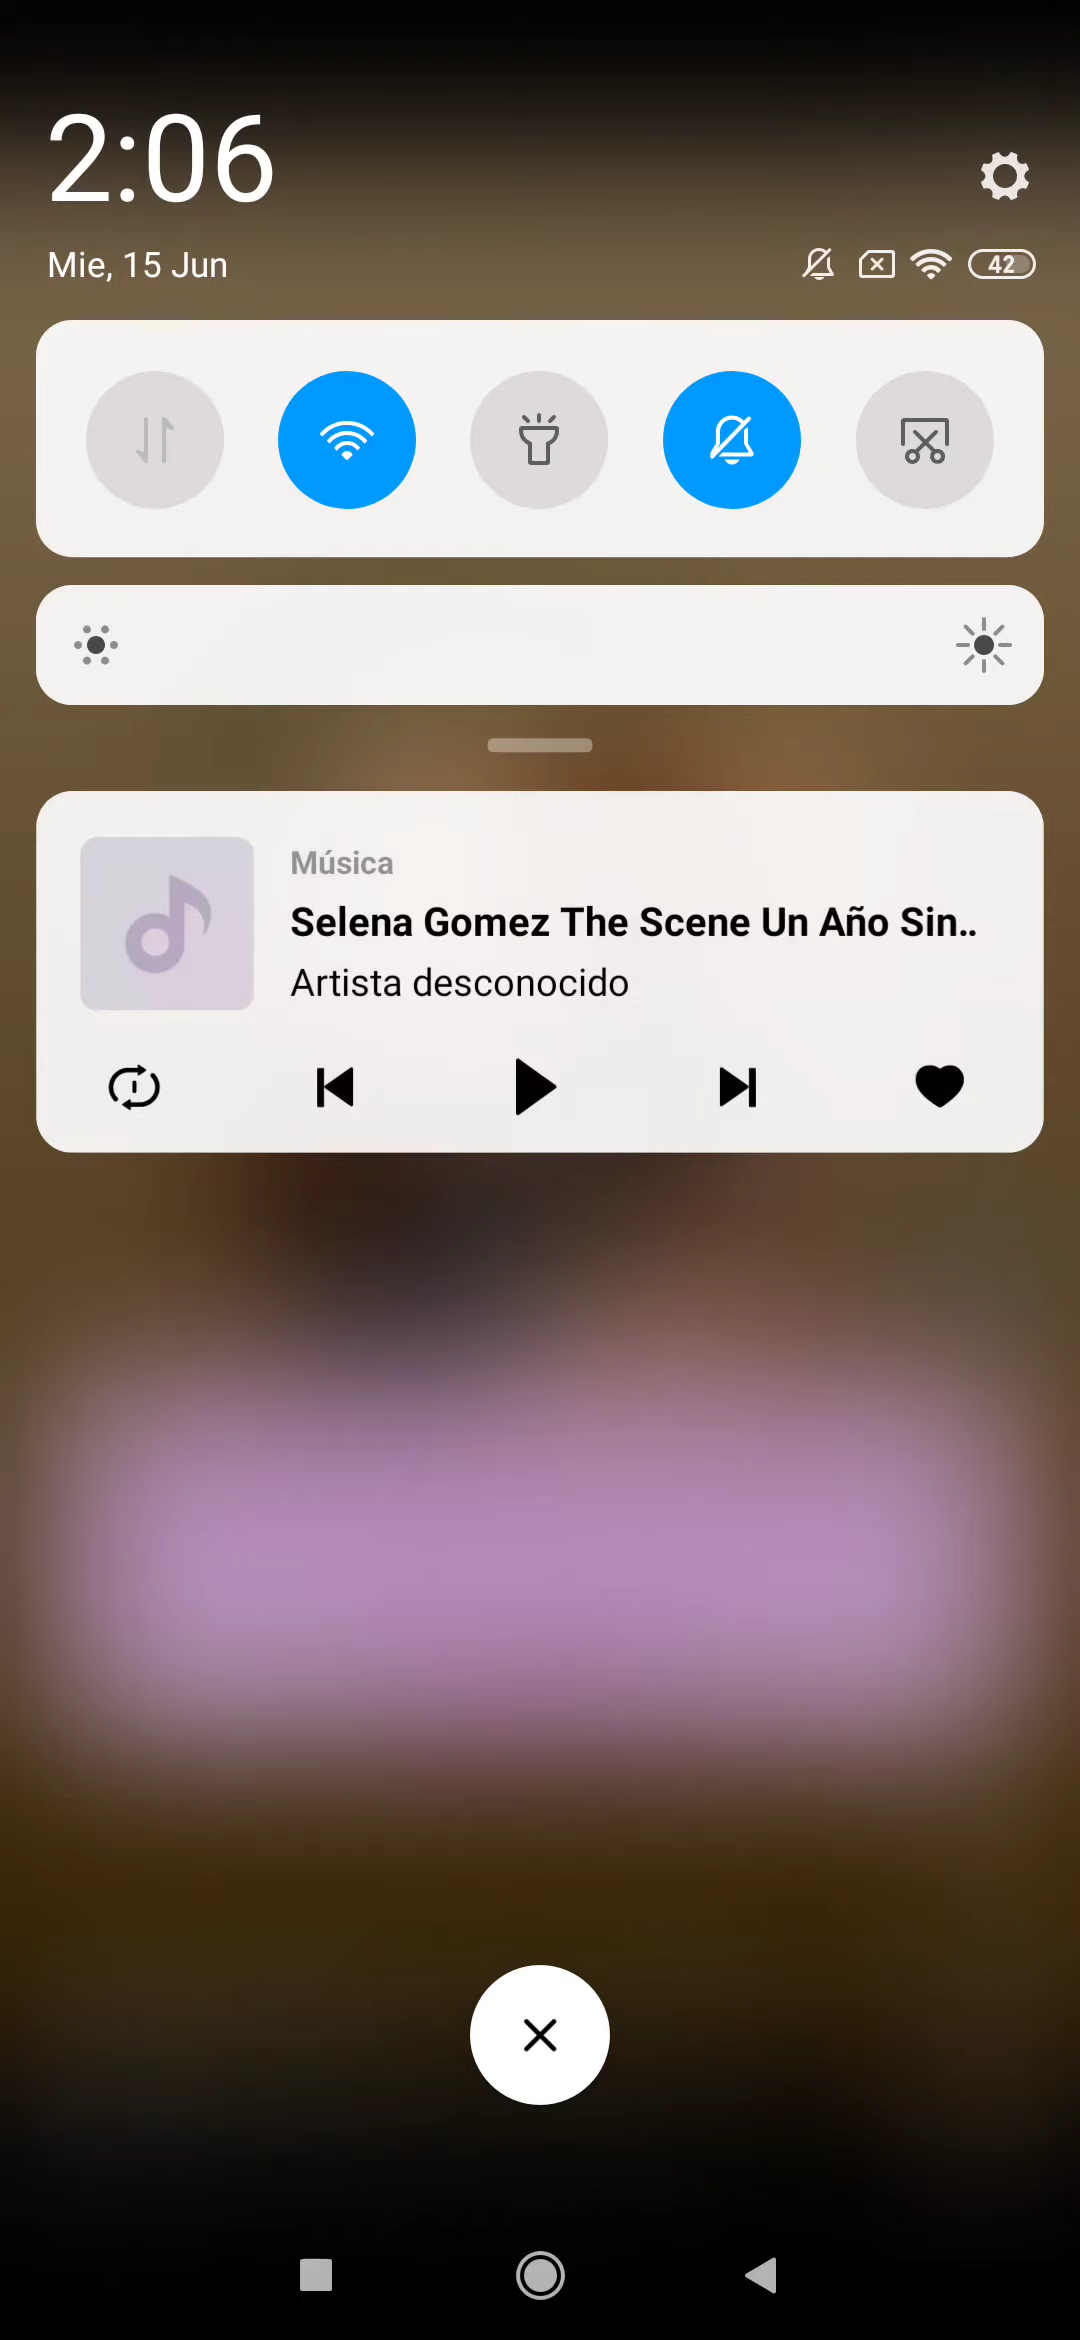 2:06
Mie, 15 Jun
42
Música
Selena Gomez The Scene Un Año Sin..
Artista desconocido